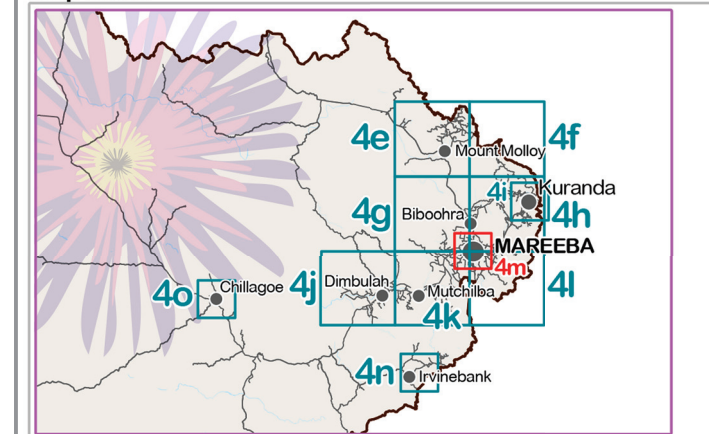 4e
Mount Molloy
4f
4i
Kuranda
4g
Biboohra
4h
MAREEBA
4m
4o
Chillagoe
4j
Dimbulah
Mutchilba
4l
4k
4n
Irvinebank